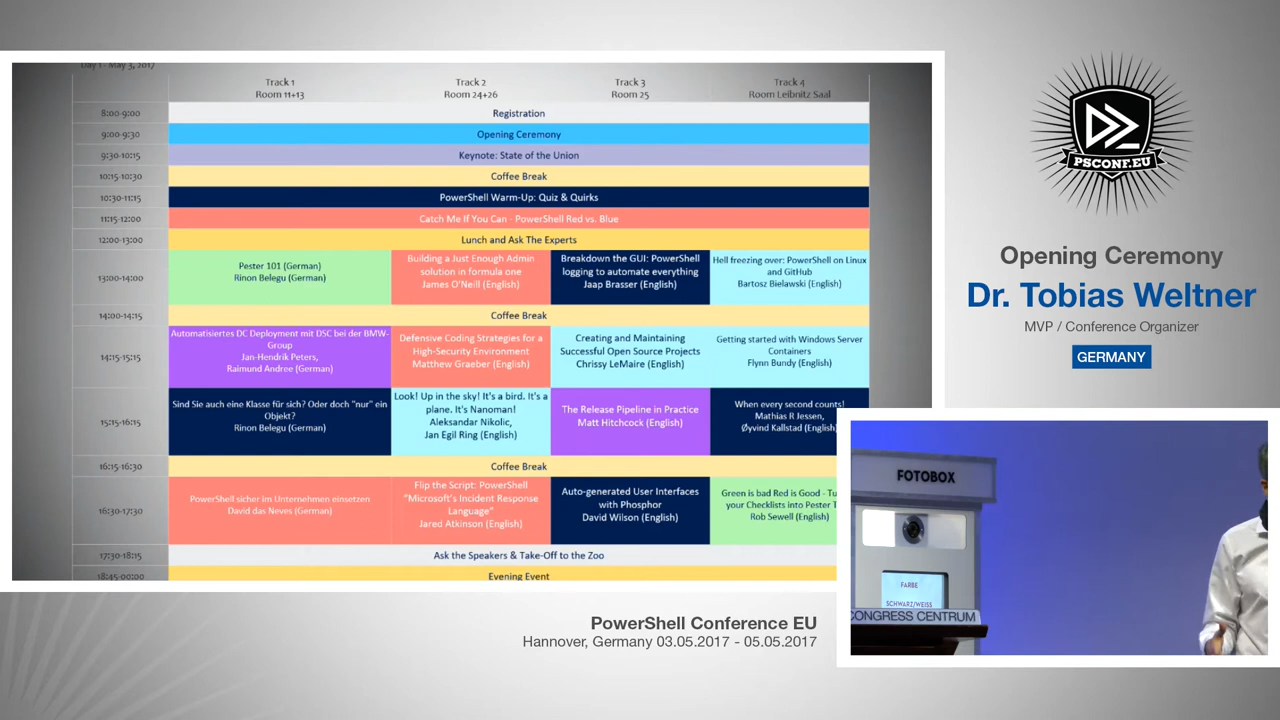 Day 1 - May 3, 2017
Track 1
Room 11+13
Track 2
Room 24+26
Track 3
Room 25
Track 4
Room Leibnitz Saal
8:00-9:00
Registration
9:00-9:30
Opening Ceremony
9:30-10:15
Keynote: State of the Union
10:15-10:30
Coffee Break
10:30-11:15
PowerShell Warm-Up: Quiz & Quirks
11:15-12:00
Catch Me If You Can - PowerShell Red vs. Blue
12:00-13:00
Lunch and Ask The Experts
13:00-14:00
Pester 101 (German)
Rinon Belegu (German)
Building a Just Enough Admin
solution in formula one
James O'Neill (English)
Breakdown the GUI: PowerShell
logging to automate everything
Jaap Brasser (English)
Hell freezing over: PowerShell on Linux
and GitHub
Bartosz Bielawski (English)
14:00-14:15
Coffee Break
14:15-15:15
Automatisiertes DC Deployment mit DSC bei der BMW-
Group
Jan-Hendrik Peters,
Raimund Andree (German)
Defensive Coding Strategies for a
High-Security Environment
Matthew Graeber (English)
Creating and Maintaining
Successful Open Source Projects
Chrissy LeMaire (English)
Getting started with Windows Server
Containers
Flynn Bundy (English)
15:15-16:15
Sind Sie auch eine Klasse für sich? Oder doch "nur" ein
Objekt?
Rinon Belegu (German)
Look! Up in the sky! It's a bird. It's a
plane. It's Nanoman!
Aleksandar Nikolic,
Jan Egil Ring (English)
The Release Pipeline in Practice
Matt Hitchcock (English)
When every second counts!
Mathias R Jessen,
Øyvind Kallstad (English)
16:15-16:30
Coffee Break
16:30-17:30
PowerShell sicher im Unternehmen einsetzen
David das Neves (German)
Flip the Script: PowerShell
"Microsoft's Incident Response
Language"
Jared Atkinson (English)
Auto-generated User Interfaces
with Phosphor
David Wilson (English)
Green is bad Red is Good - Tu
your Checklists into Pester T
Rob Sewell (English)
17:30-18:15
Ask the Speakers & Take-Off to the Zoo
18:45-00:00
Evening Event
PSCONF.EU
Opening Ceremony
Dr. Tobias Weltner
MVP / Conference Organizer
GERMANY
FOTOBOX
FARBE
SCHWARZ/WEISS
CONGRESS CENTRUM
PowerShell Conference EU
Hannover, Germany 03.05.2017 - 05.05.2017